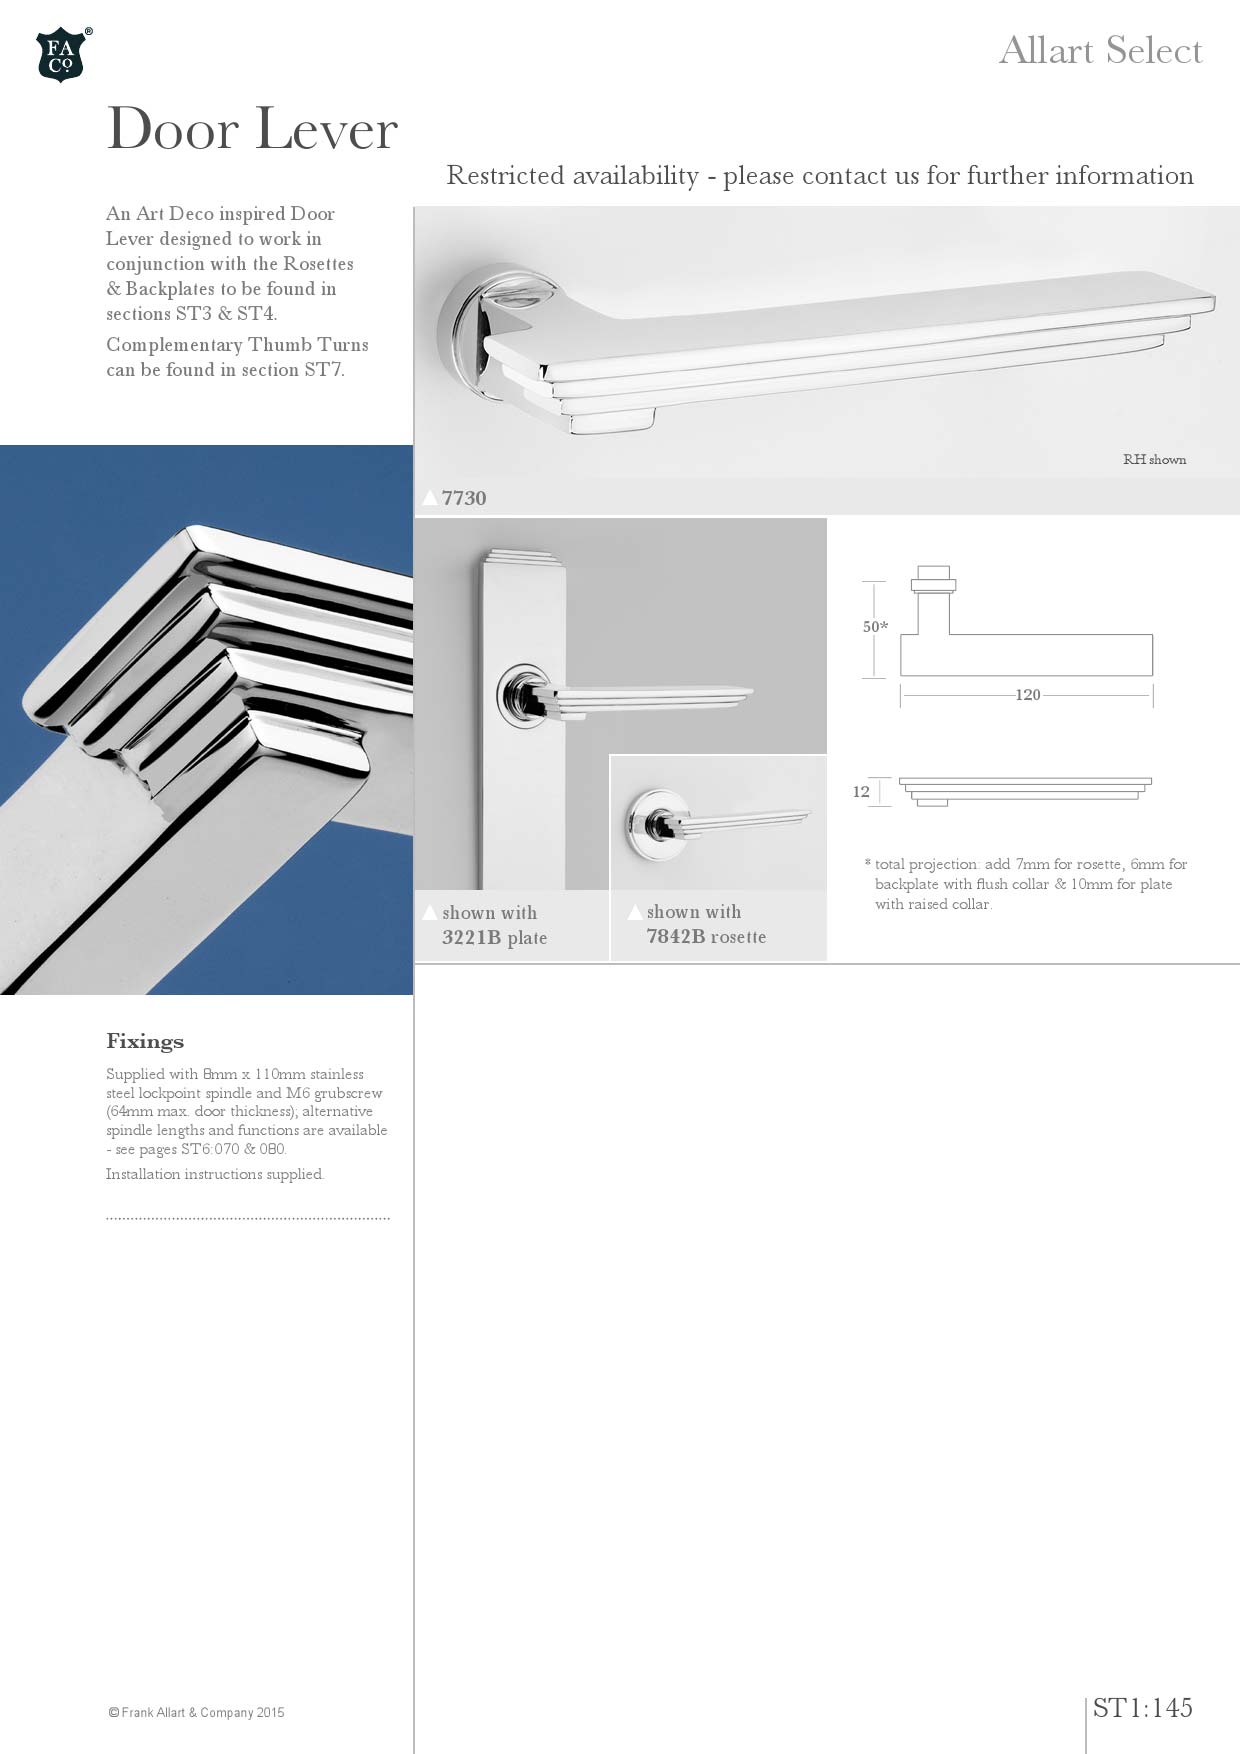 FA
Co.
®
Allart Select
Door Lever
Restricted availability - please contact us for further information
An Art Deco inspired Door
Lever designed to work in
conjunction with the Rosettes
& Backplates to be found in
sections ST3 & ST4.
Complementary Thumb Turns
can be found in section ST7.
RH shown
7730
50*
120
12
* total projection: add 7mm for rosette, 6mm for
backplate with flush collar & 10mm for plate
with raised collar.
shown with
3221B plate
shown with
7842B rosette
Fixings
Supplied with 8mm x 110mm stainless
steel lockpoint spindle and M6 grubscrew
(64mm max. door thickness); alternative
spindle lengths and functions are available
- see pages ST6:070 & 080.
Installation instructions supplied.
© Frank Allart & Company 2015
ST1:145